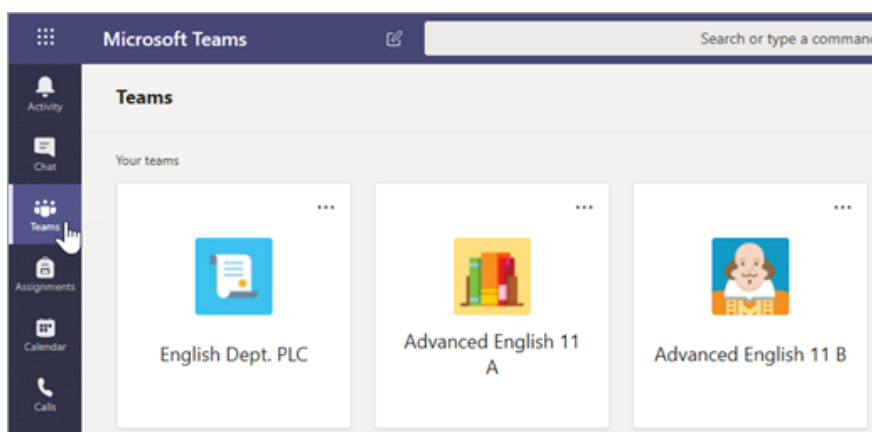 Microsoft Teams
Search or type a comman
Activity
Teams
Chat
Your teams
Teams
Assignments
Calendar
Calls
English Dept. PLC
Advanced English 11
A
Advanced English 11 B